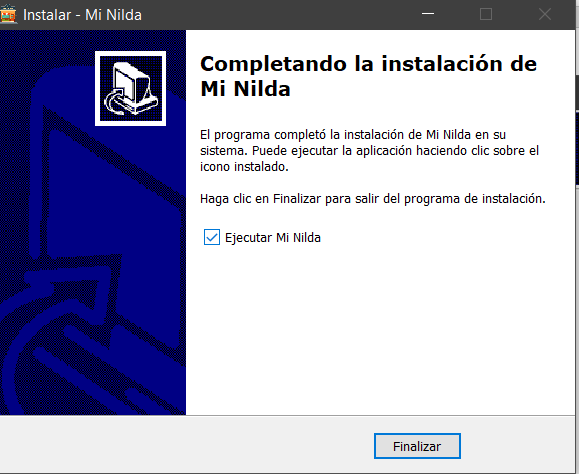 Instalar - Mi Nilda
Completando la instalación de
Mi Nilda
El programa completó la instalación de Mi Nilda en su
sistema. Puede ejecutar la aplicación haciendo clic sobre el
icono instalado.
Haga clic en Finalizar para salir del programa de instalación.
Ejecutar Mi Nilda
Finalizar